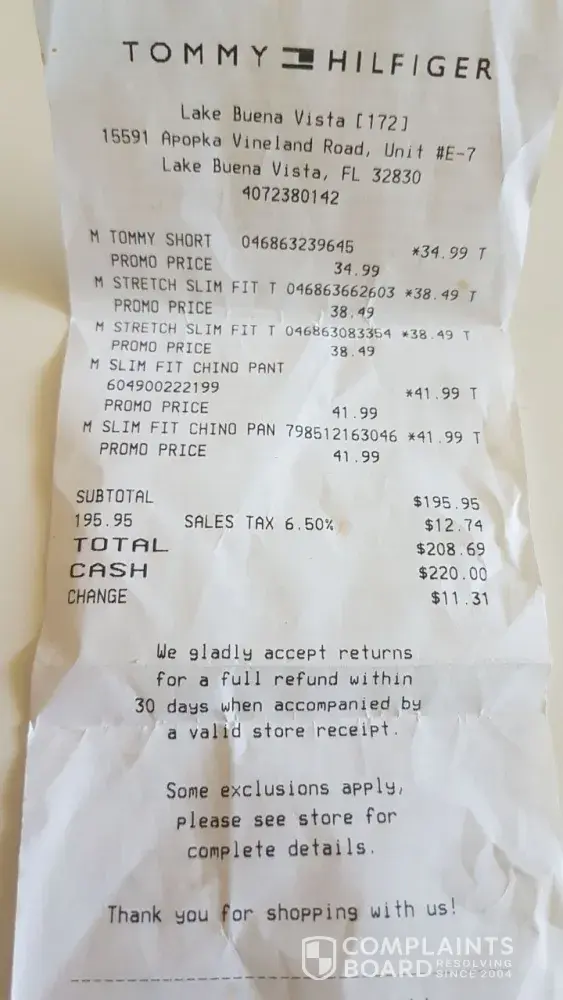 TOMMY HILFIGER
Lake Buena Vista [172]
15591 Apopka Vineland Road, Unit #E-7
Lake Buena Vista, FL 32830
4072380142
M TOMMY SHORT 046863239645 *34.99 T
PROMO PRICE 34.99
M STRETCH SLIM FIT T 046863662603 *38.49 T
PROMO PRICE 38.49
M STRETCH SLIM FIT T 046863083354 *38.49 T
PROMO PRICE 38.49
M SLIM FIT CHINO PANT
604900222199 *41.99 T
PROMO PRICE 41.99
M SLIM FIT CHINO PAN 798512163046 *41.99 T
PROMO PRICE 41.99
SUBTOTAL $195.95
195.95 SALES TAX 6.50% $12.74
TOTAL $208.69
CASH $220.00
CHANGE $11.31
We gladly accept returns
for a full refund within
30 days when accompanied by
a valid store receipt.
Some exclusions apply,
please see store for
complete details.
Thank you for shopping with us!
COMPLAINTS
BOARD RESOLVING
SINCE 2004